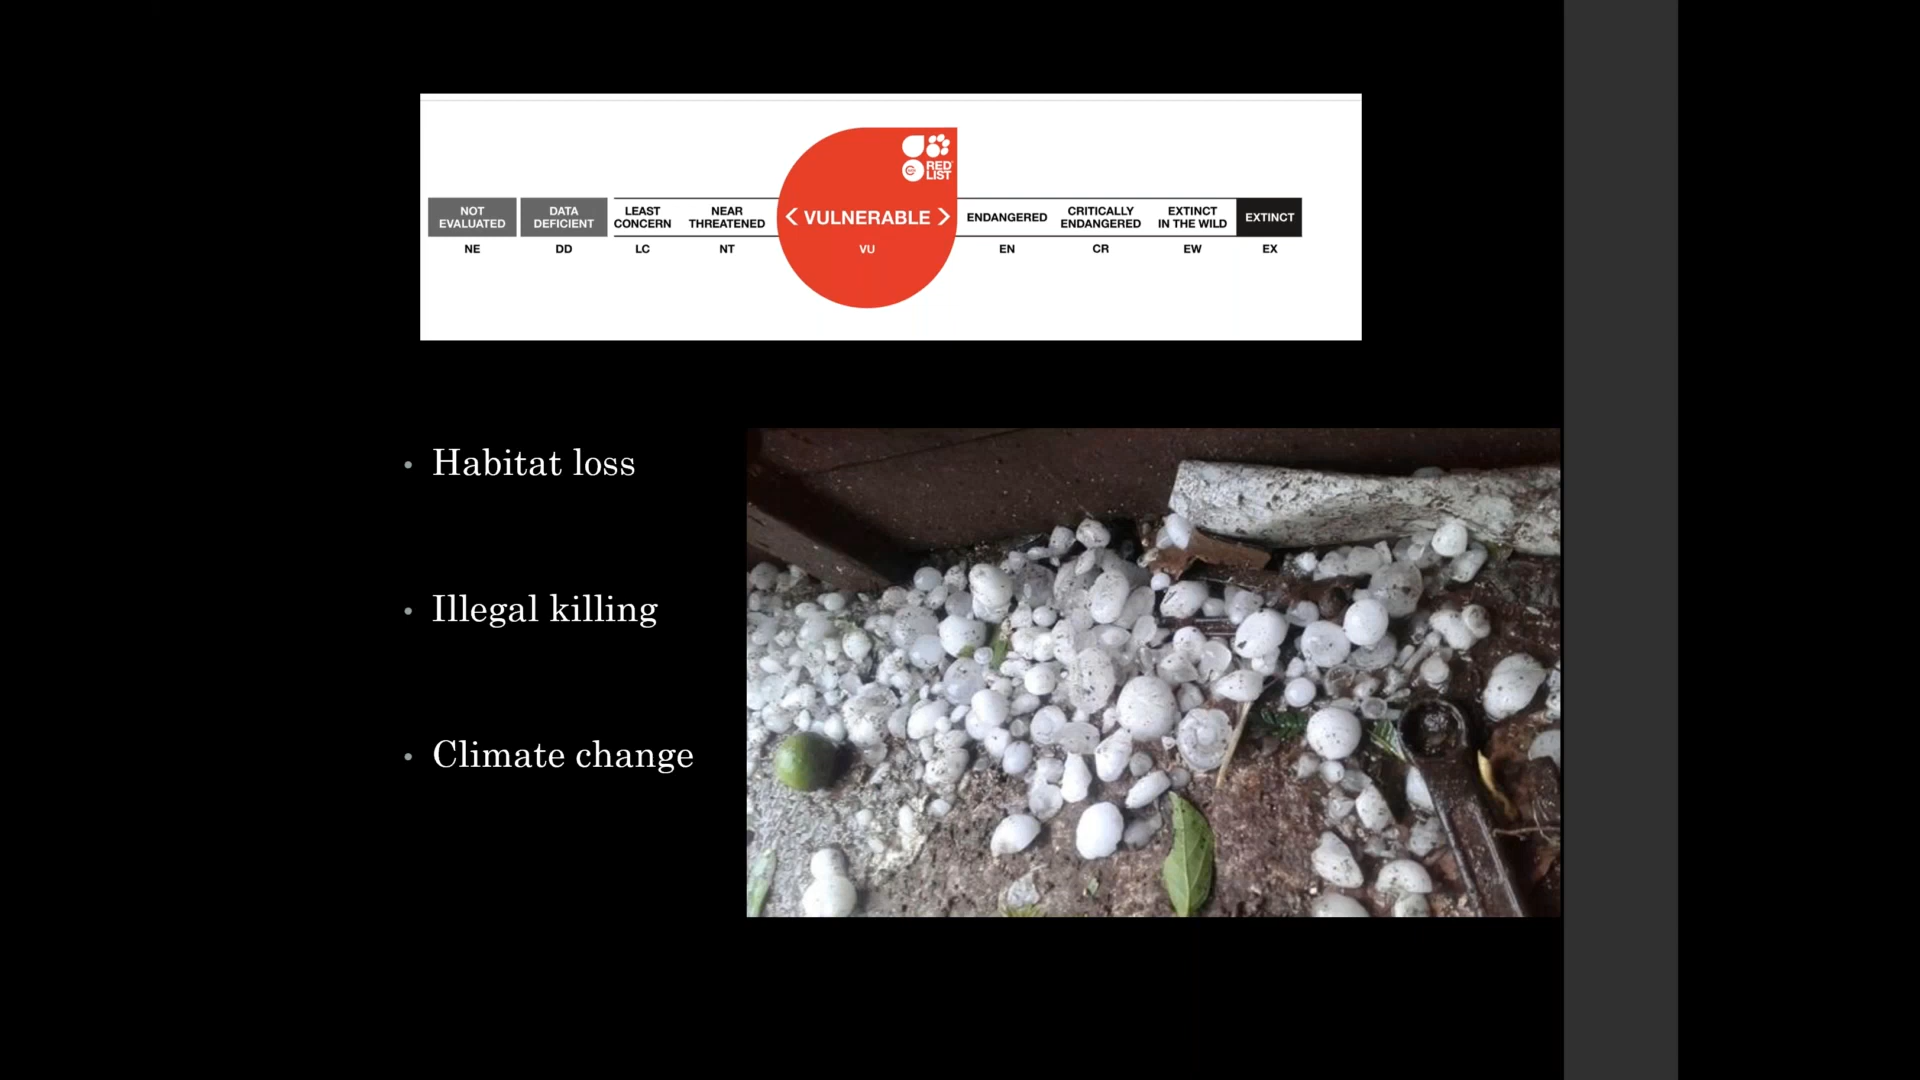 RED
LIST
NOT EVALUATED
DATA DEFICIENT
LEAST CONCERN
NEAR THREATENED
< VULNERABLE >
ENDANGERED
CRITICALLY ENDANGERED
EXTINCT IN THE WILD
EXTINCT
NE
DD
LC
NT
VU
EN
CR
EW
EX
• Habitat loss
• Illegal killing
• Climate change